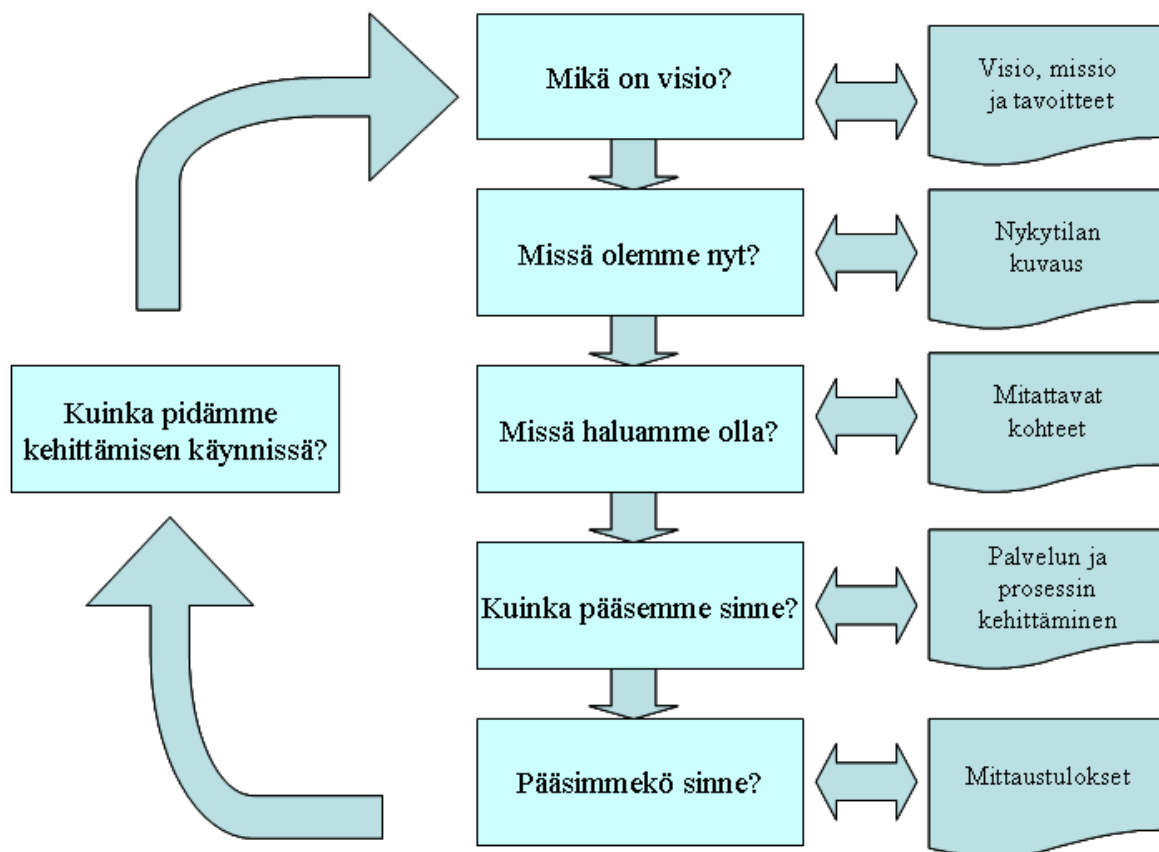 Mikä on visio?
Visio, missio
ja tavoitteet
Missä olemme nyt?
Nykytilan
kuvaus
Kuinka pidämme
kehittämisen käynnissä?
Missä haluamme olla?
Mitattavat
kohteet
Kuinka pääsemme sinne?
Palvelun ja
prosessin
kehittäminen
Pääsimmekö sinne?
Mittaustulokset